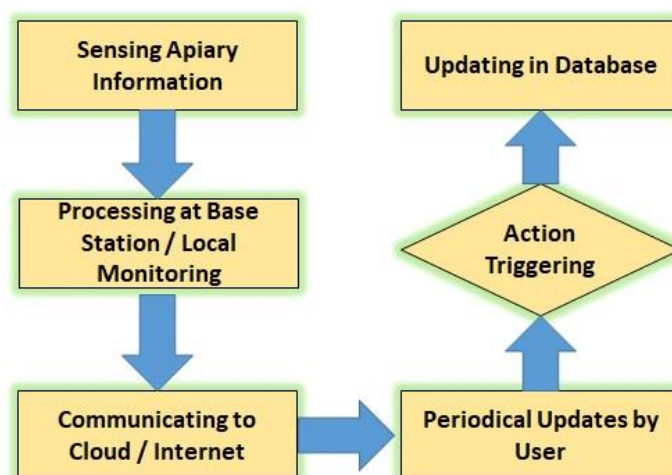 Sensing Apiary
Information
Processing at Base
Station / Local
Monitoring
Communicating to
Cloud / Internet
Periodical Updates by
User
Action
Triggering
Updating in Database